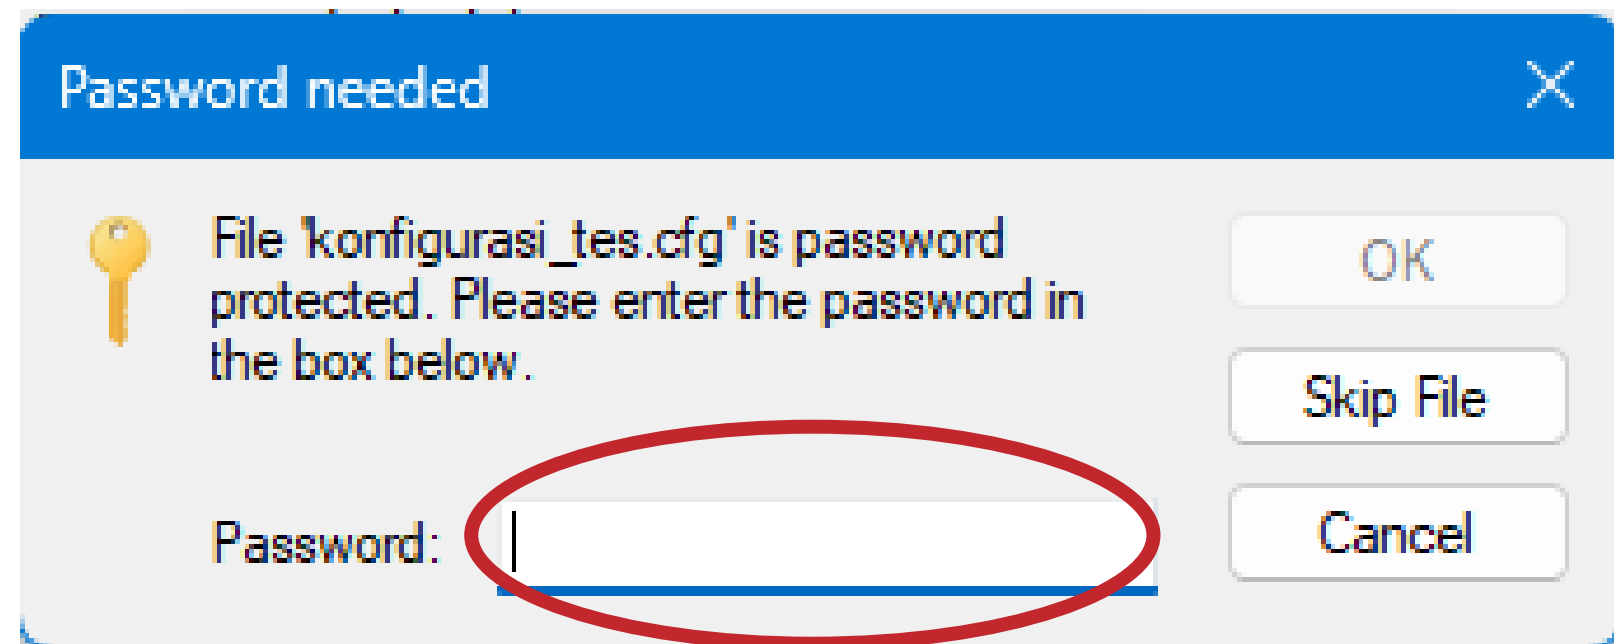 Password needed
File 'konfigurasi_tes.cfg' is password
protected. Please enter the password in
the box below.
OK
Skip File
Password:
Cancel